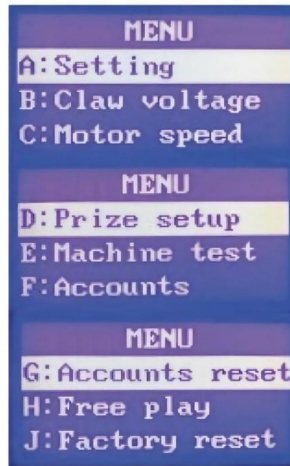 MENU
A:Setting
B:Claw voltage
C:Motor speed
MENU
D:Prize setup
E:Machine test
F:Accounts
MENU
G:Accounts reset
H:Free play
J:Factory reset